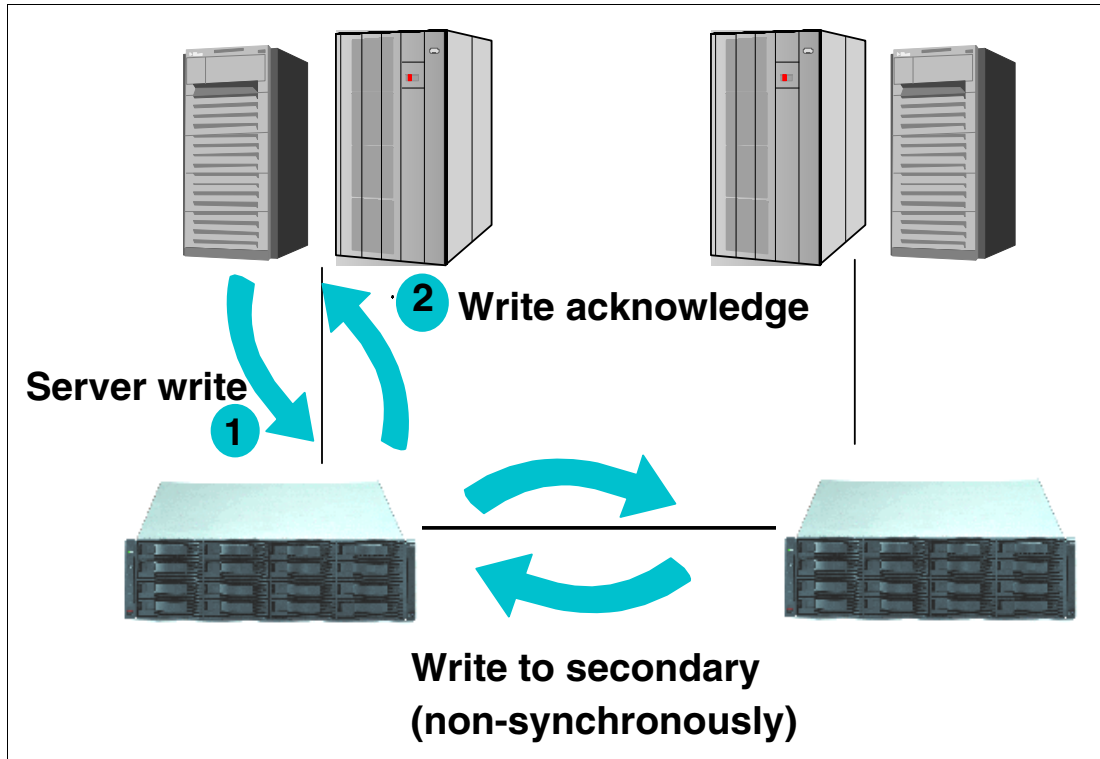 2 Write acknowledge
Server write
1
Write to secondary
(non-synchronously)